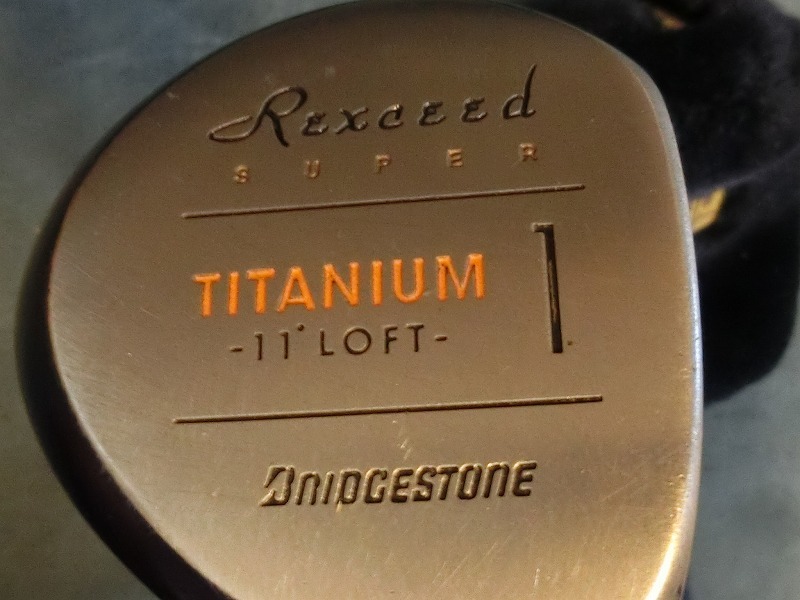 Rexceed
SUPER
TITANIUM 1
-11° LOFT-
BRIDGESTONE